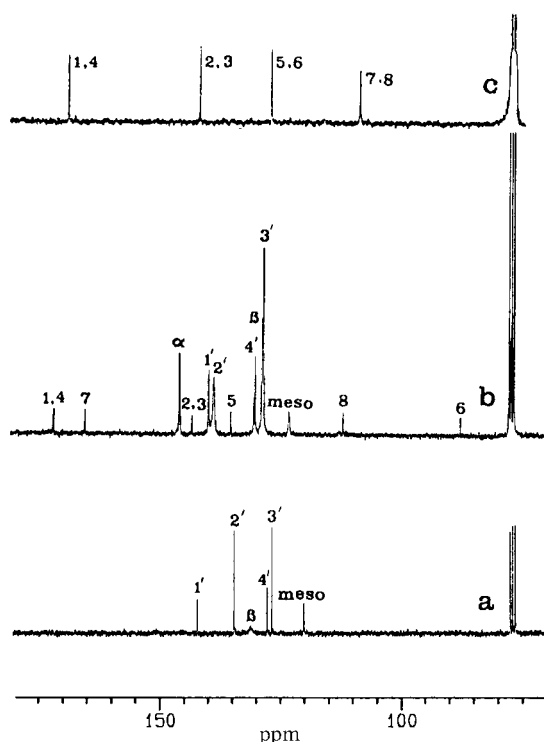 1,4 2,3 5,6 7,8 c
3′
α β
1′ 2′ 4′
1,4 7 2,3 5 meso 8 6 b
2′ 3′
1′ β 4′ meso a
150 100
ppm